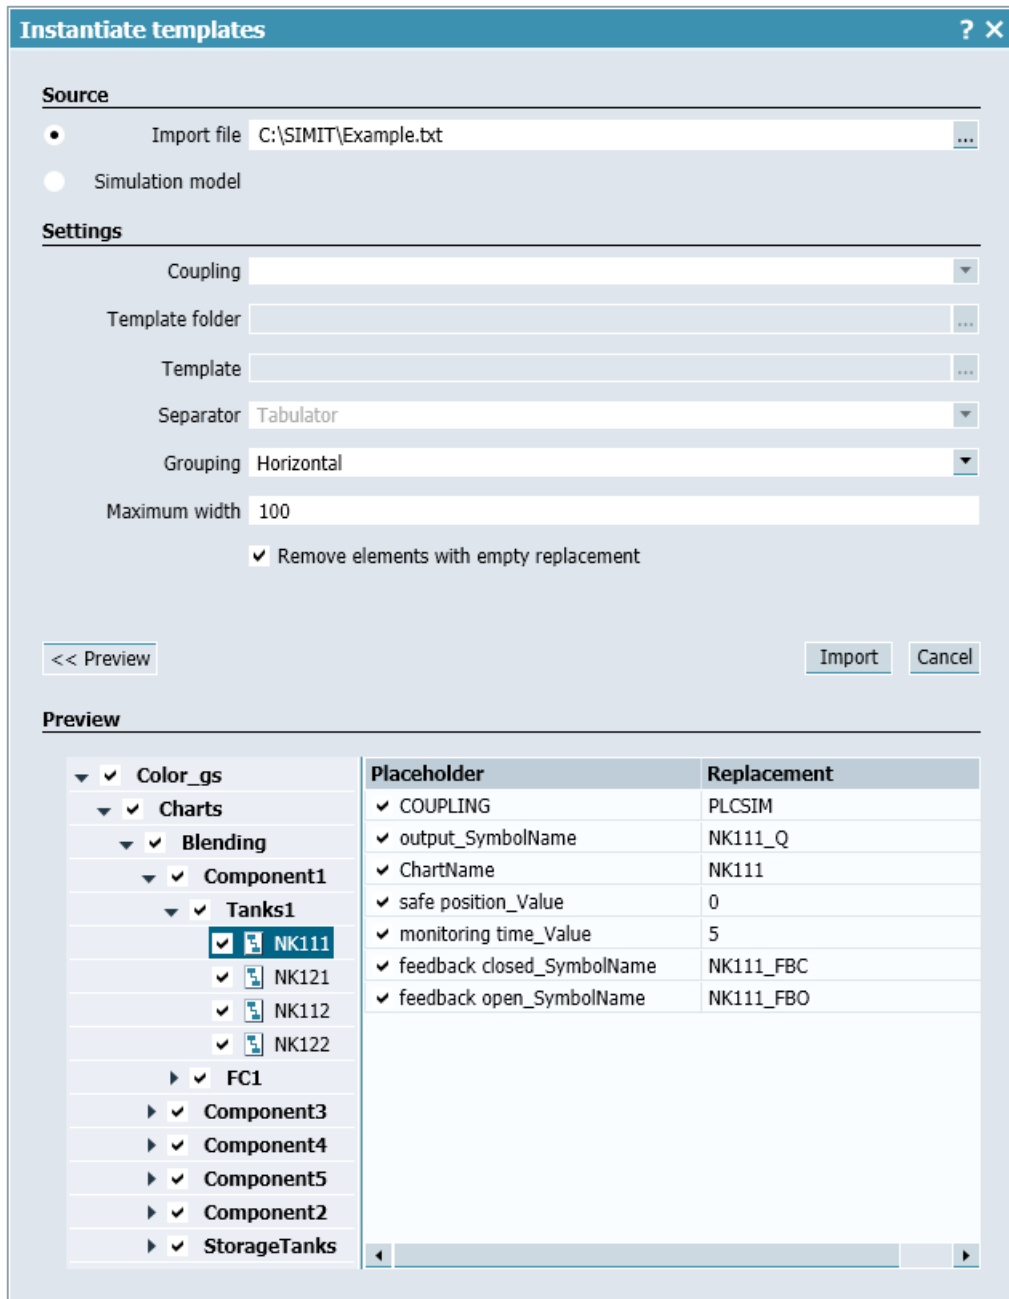 Instantiate templates ? ×
Source
Import file C:\SIMIT\Example.txt ...
Simulation model
Settings
Coupling
Template folder ...
Template ...
Separator Tabulator
Grouping Horizontal
Maximum width 100
Remove elements with empty replacement
<< Preview Import Cancel
Preview
Color_gs
Charts
Blending
Component1
Tanks1
NK111
NK121
NK112
NK122
FC1
Component3
Component4
Component5
Component2
StorageTanks
Placeholder Replacement
COUPLING PLCSIM
output_SymbolName NK111_Q
ChartName NK111
safe position_Value 0
monitoring time_Value 5
feedback closed_SymbolName NK111_FBC
feedback open_SymbolName NK111_FBO